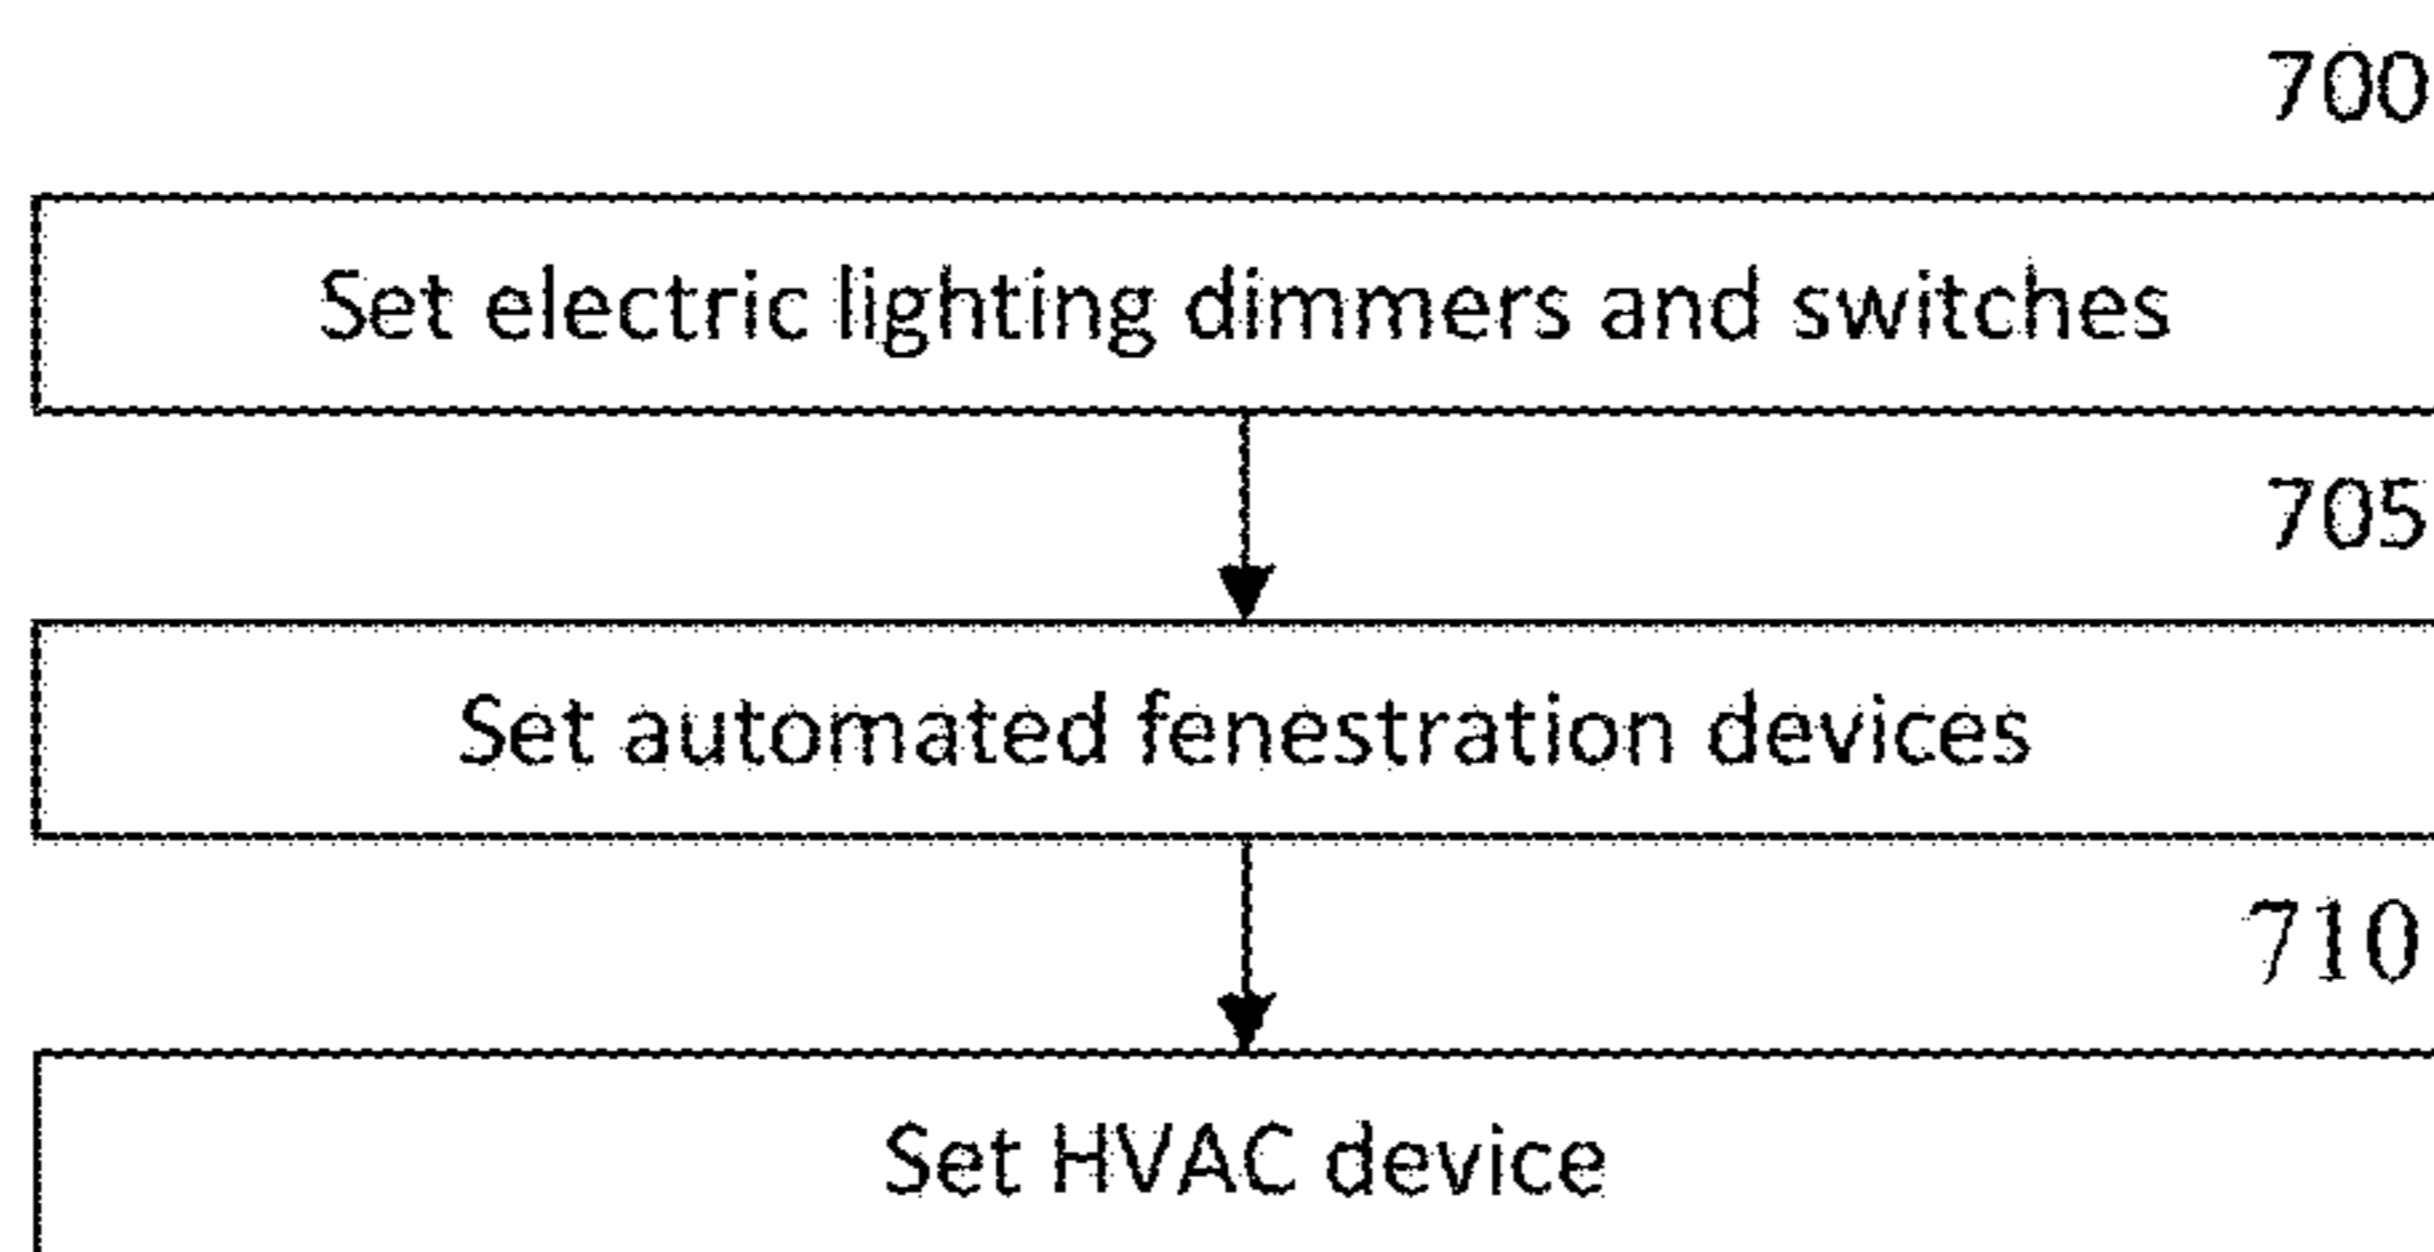 700
Set electric lighting dimmers and switches
705
Set automated fenestration devices
710
Set HVAC device